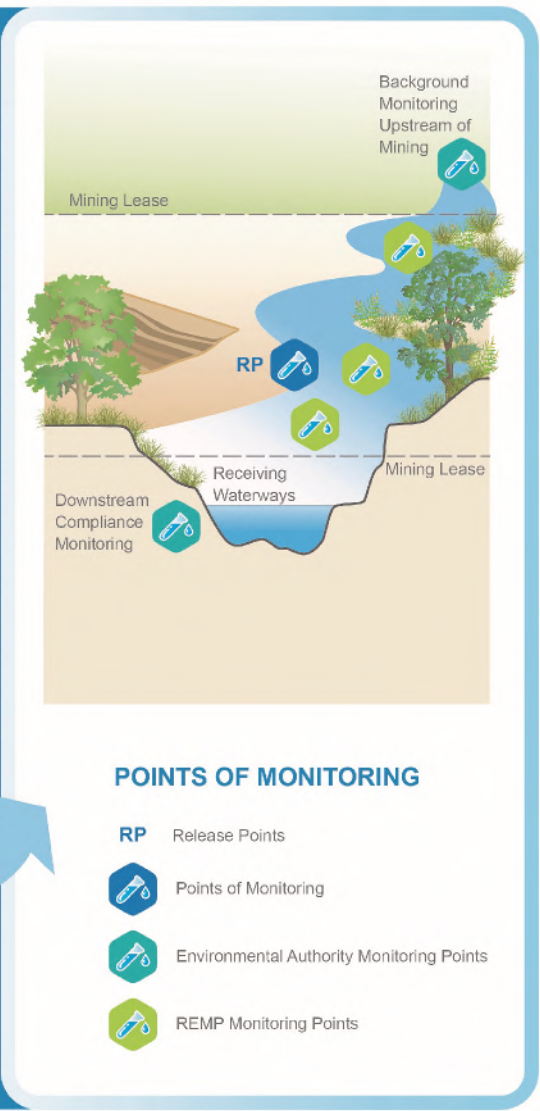 Background
Monitoring
Upstream of
Mining
Mining Lease
RP
Mining Lease
Receiving
Waterways
Downstream
Compliance
Monitoring
POINTS OF MONITORING
RP Release Points
Points of Monitoring
Environmental Authority Monitoring Points
REMP Monitoring Points